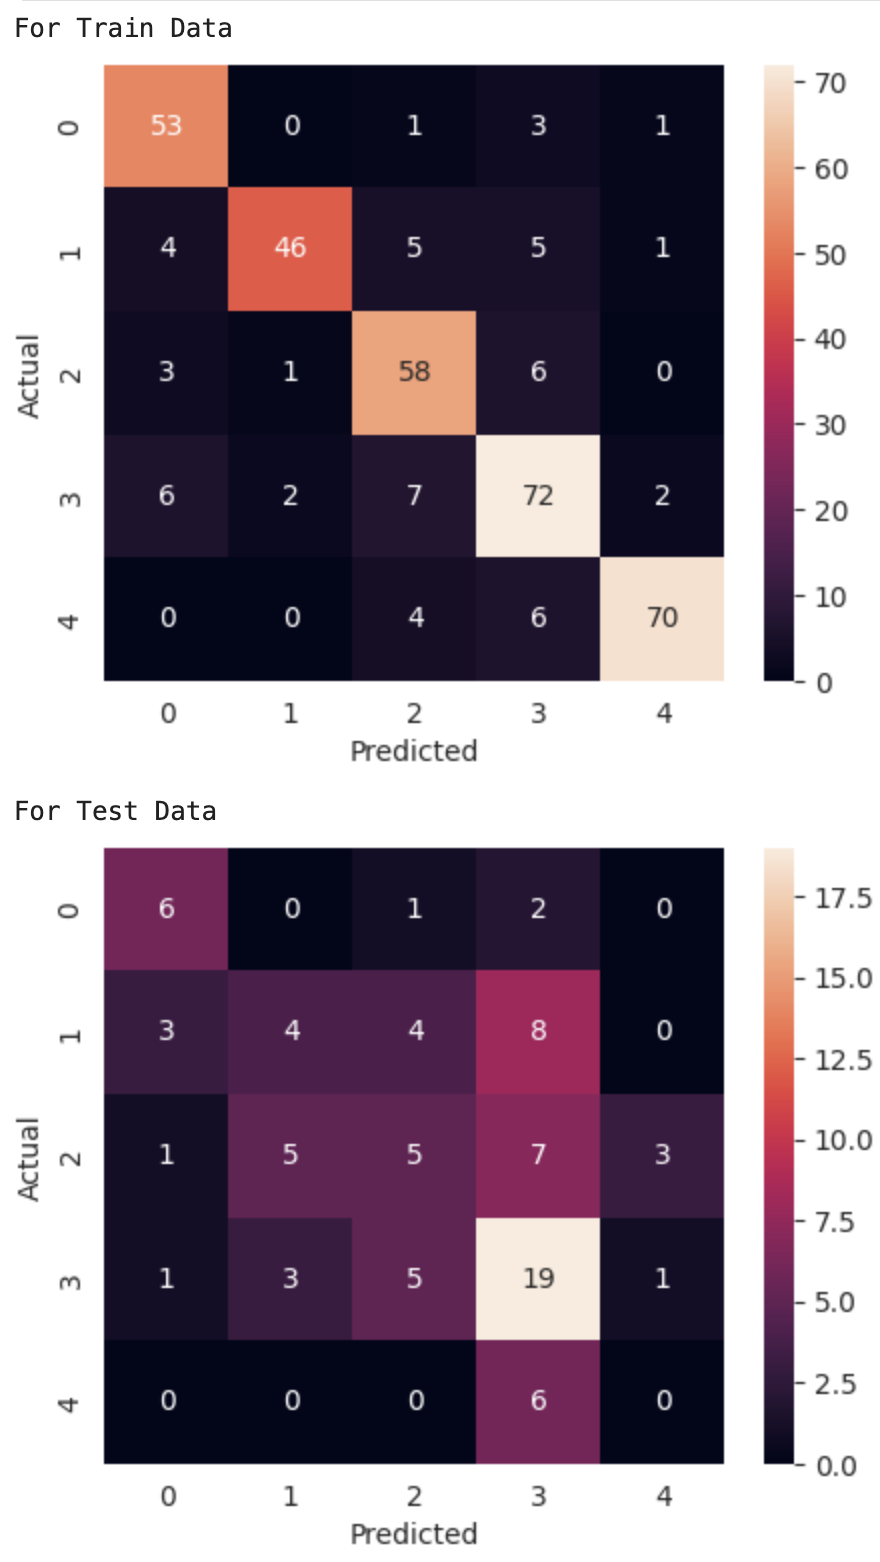 For Train Data
53 0 1 3 1
4 46 5 5 1
3 1 58 6 0
6 2 7 72 2
0 0 4 6 70
0
1
2
3
4
Actual
0 1 2 3 4
Predicted
70
60
50
40
30
20
10
0
For Test Data
6 0 1 2 0
3 4 4 8 0
1 5 5 7 3
1 3 5 19 1
0 0 0 6 0
0
1
2
3
4
Actual
0 1 2 3 4
Predicted
17.5
15.0
12.5
10.0
7.5
5.0
2.5
0.0